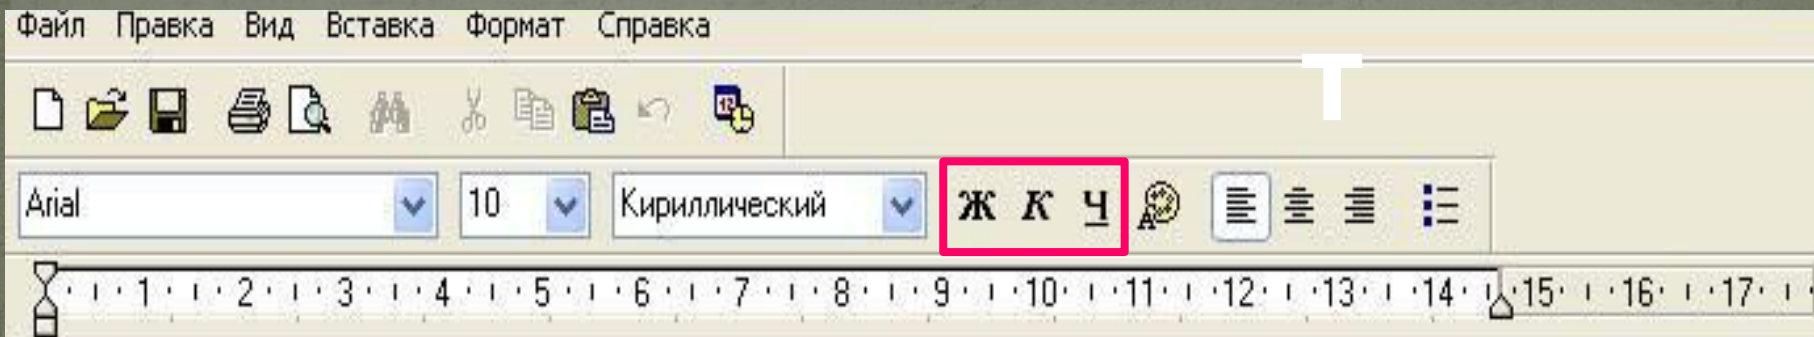 Файл Правка Вид Вставка Формат Справка
Т
12
Arial 10 Кириллический Ж К Ч А
1 2 3 4 5 6 7 8 9 10 11 12 13 14 15 16 17